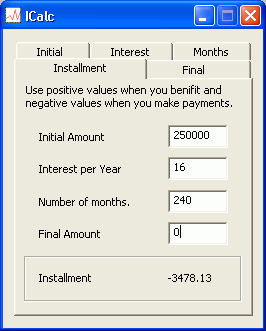 ICalc
Initial Interest Months
Installment Final
Use positive values when you benifit and
negative values when you make payments.
Initial Amount 250000
Interest per Year 16
Number of months. 240
Final Amount 0
Installment -3478.13